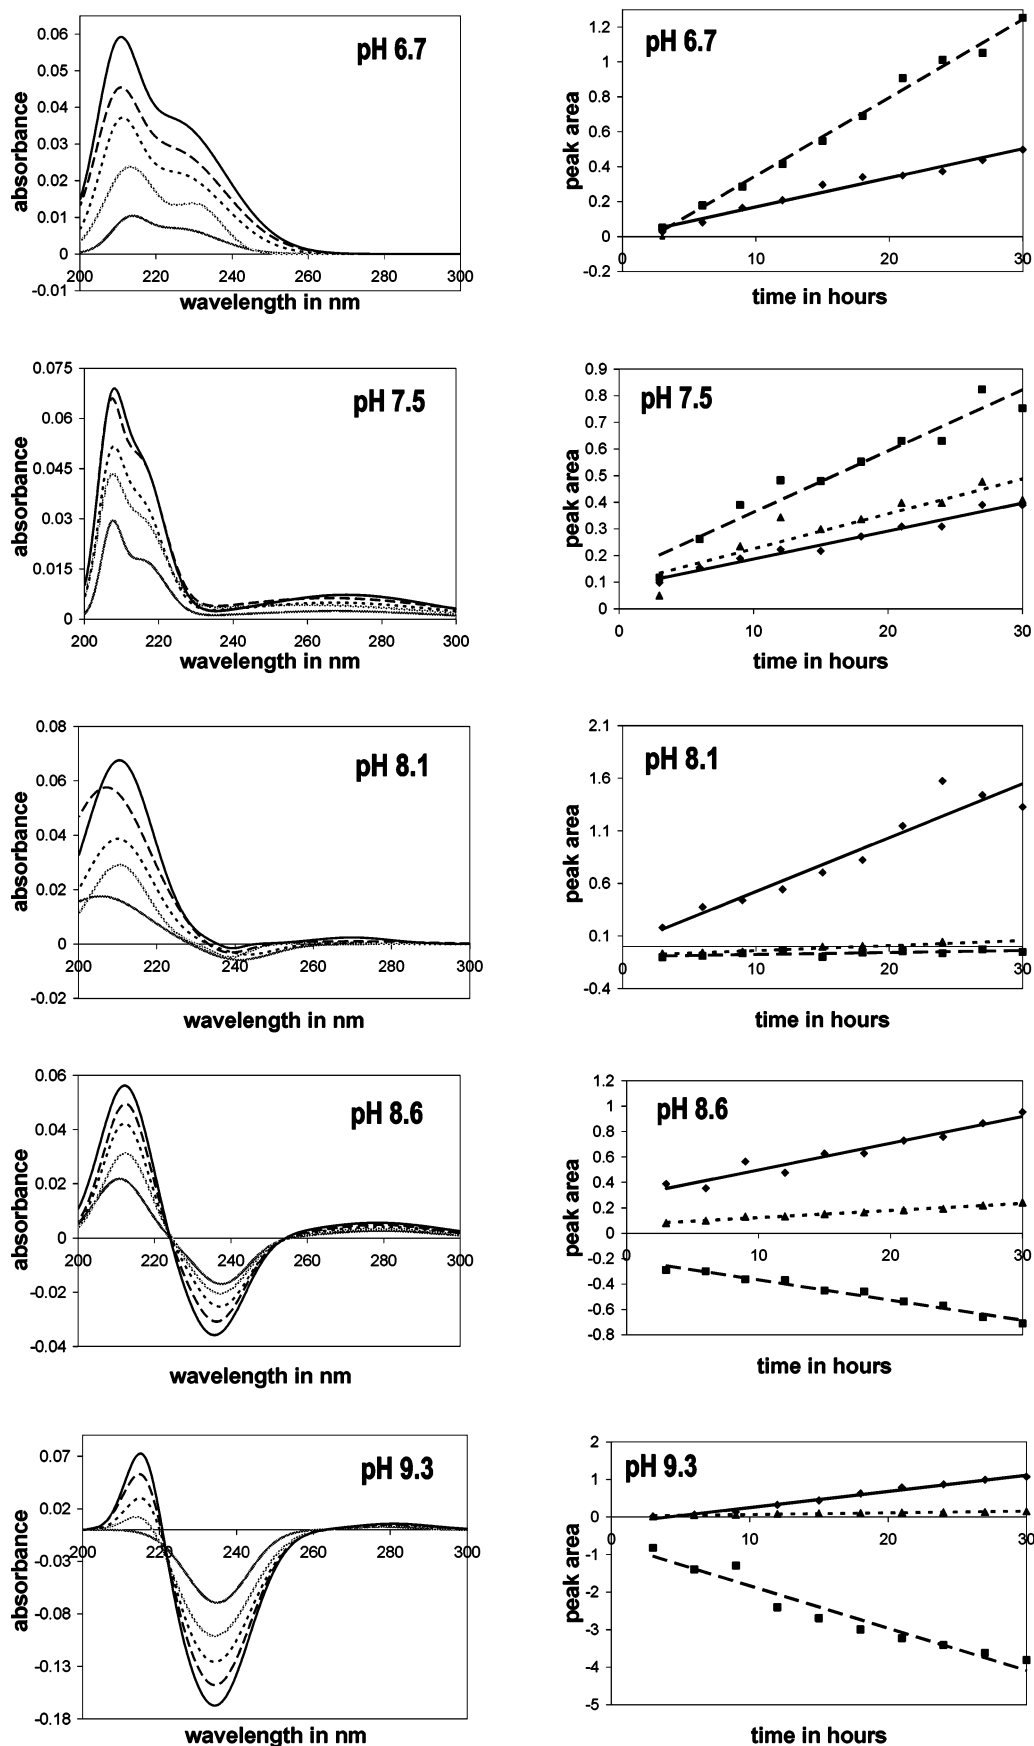 pH 6.7
absorbance
0.06
0.05
0.04
0.03
0.02
0.01
0
-0.01
200 220 240 260 280 300
wavelength in nm
pH 6.7
peak area
1.2
1
0.8
0.6
0.4
0.2
0
-0.2
0 10 20 30
time in hours
pH 7.5
absorbance
0.075
0.06
0.045
0.03
0.015
0
200 220 240 260 280 300
wavelength in nm
pH 7.5
peak area
0.9
0.8
0.7
0.6
0.5
0.4
0.3
0.2
0.1
0
0 10 20 30
time in hours
pH 8.1
absorbance
0.08
0.06
0.04
0.02
0
-0.02
200 220 240 260 280 300
wavelength in nm
pH 8.1
peak area
2.1
1.6
1.1
0.6
0.1
-0.4
0 10 20 30
time in hours
pH 8.6
absorbance
0.06
0.04
0.02
0
-0.02
-0.04
200 220 240 260 280 300
wavelength in nm
pH 8.6
peak area
1.2
1
0.8
0.6
0.4
0.2
0
-0.2
-0.4
-0.6
-0.8
0 10 20 30
time in hours
pH 9.3
absorbance
0.07
0.02
-0.03
-0.08
-0.13
-0.18
200 220 240 260 280 300
wavelength in nm
pH 9.3
peak area
2
1
0
-1
-2
-3
-4
-5
0 10 20 30
time in hours